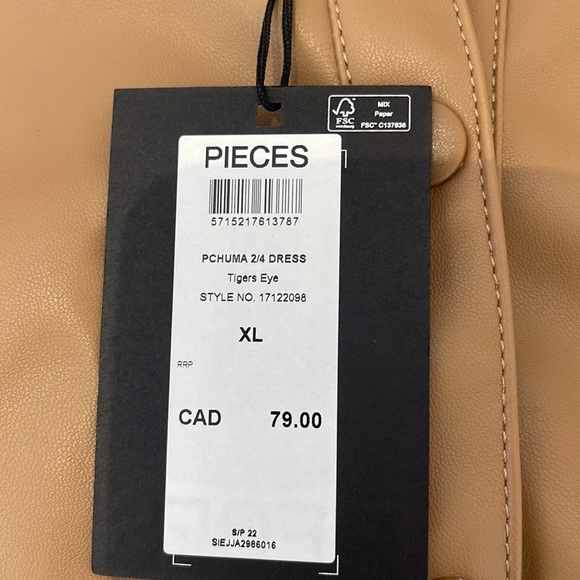 MIX
Paper
FSC
FSC™ C137636
PIECES
5715217613787
PCHUMA 2/4 DRESS
Tigers Eye
STYLE NO. 17122098
XL
RRP
CAD 79.00
S/P 22
SIEJJA2986016